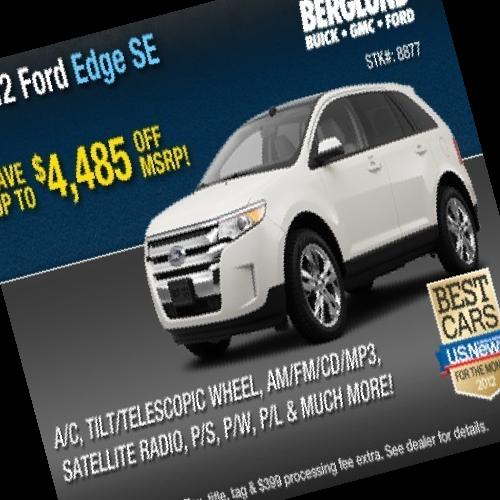 BERGLUND
BUICK • GMC • FORD
STK#: 8877
2 Ford Edge SE
AVE UP TO $4,485 OFF MSRP!
BEST CARS
U.S.News
FOR THE MON
2012
A/C, TILT/TELESCOPIC WHEEL, AM/FM/CD/MP3,
SATELLITE RADIO, P/S, P/W, P/L & MUCH MORE!
title, tag & $399 processing fee extra. See dealer for details.